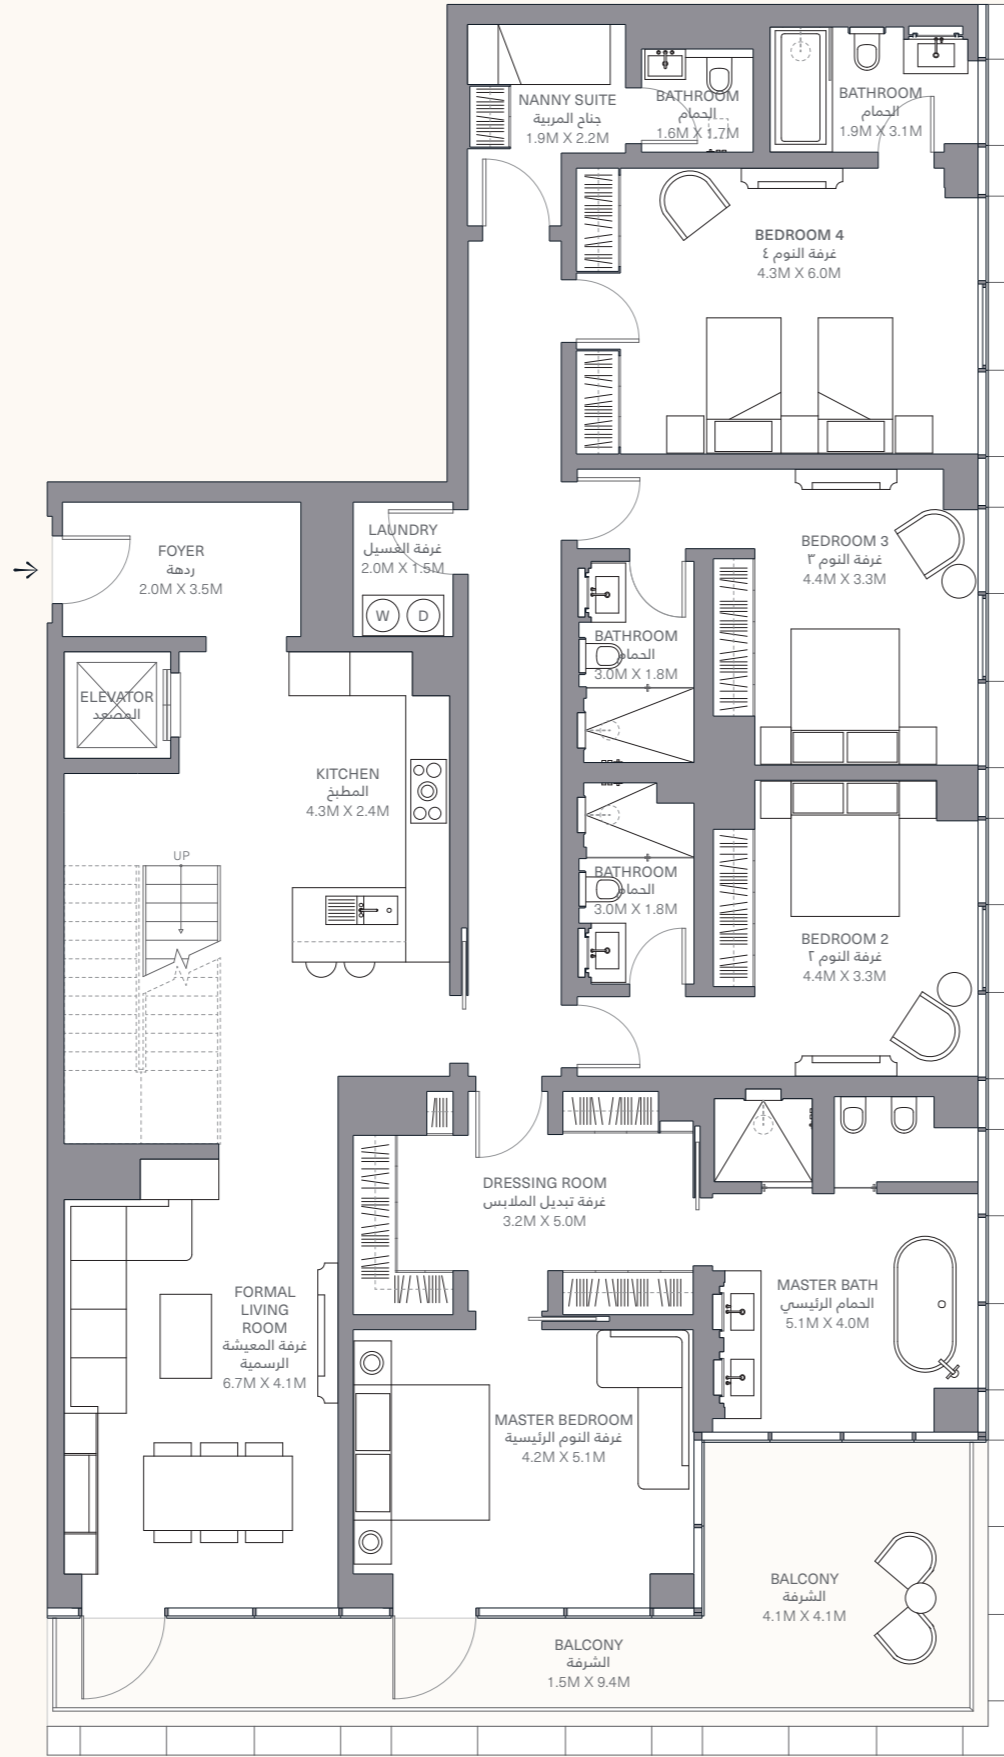 NANNY SUITE
جناح المربية
1.9M X 2.2M
BATHROOM
الحمام
1.6M X 1.7M
BATHROOM
الحمام
1.9M X 3.1M
BEDROOM 4
غرفة النوم ٤
4.3M X 6.0M
FOYER
ردهة
2.0M X 3.5M
LAUNDRY
غرفة الغسيل
2.0M X 1.5M
W D
BEDROOM 3
غرفة النوم ٣
4.4M X 3.3M
BATHROOM
الحمام
3.0M X 1.8M
ELEVATOR
المصعد
KITCHEN
المطبخ
4.3M X 2.4M
UP
BATHROOM
الحمام
3.0M X 1.8M
BEDROOM 2
غرفة النوم ٢
4.4M X 3.3M
DRESSING ROOM
غرفة تبديل الملابس
3.2M X 5.0M
FORMAL
LIVING
ROOM
غرفة المعيشة
الرسمية
6.7M X 4.1M
MASTER BATH
الحمام الرئيسي
5.1M X 4.0M
MASTER BEDROOM
غرفة النوم الرئيسية
4.2M X 5.1M
BALCONY
الشرفة
4.1M X 4.1M
BALCONY
الشرفة
1.5M X 9.4M